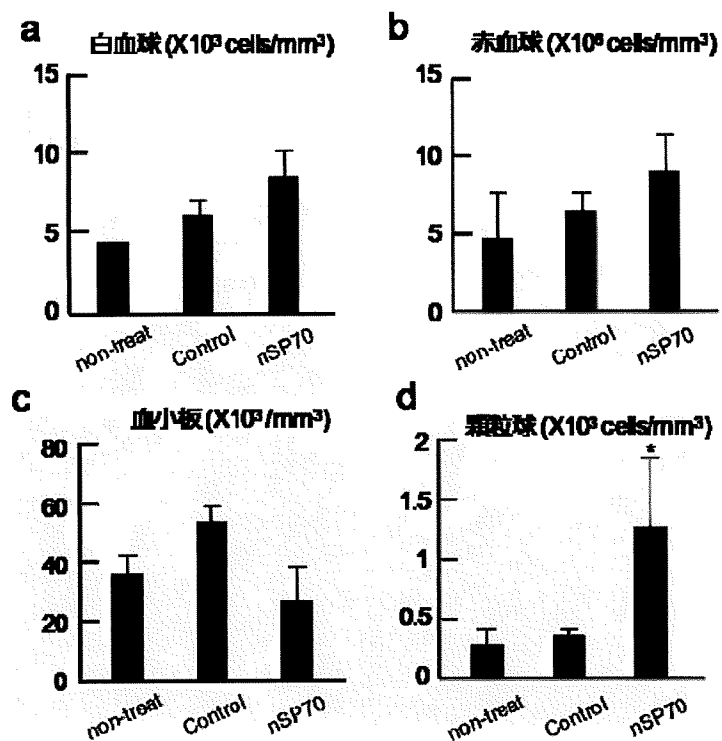 a
白血球 (X10³ cells/mm³)
15
10
5
0
non-treat
Control
nSP70
b
赤血球 (X10⁶ cells/mm³)
15
10
5
0
non-treat
Control
nSP70
c
血小板 (X10³/mm³)
80
60
40
20
0
non-treat
Control
nSP70
d
顆粒球 (X10³ cells/mm³)
2
1.5
1
0.5
0
*
non-treat
Control
nSP70